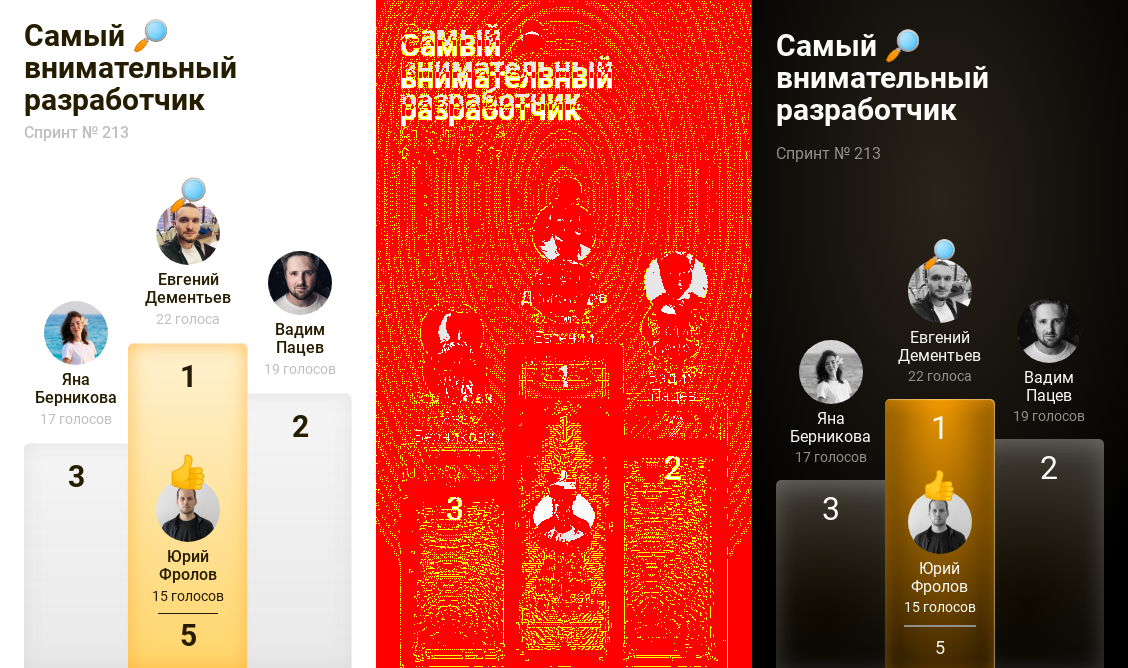 Самый 🔎
внимательный
разработчик
Спринт № 213
Евгений
Дементьев
22 голоса
Вадим
Пацев
19 голосов
Яна
Берникова
17 голосов
1
2
3
Юрий
Фролов
15 голосов
5
Самый
внимательный
разработчик
1
2
3
Самый 🔎
внимательный
разработчик
Спринт № 213
Евгений
Дементьев
22 голоса
Вадим
Пацев
19 голосов
Яна
Берникова
17 голосов
1
2
3
Юрий
Фролов
15 голосов
5